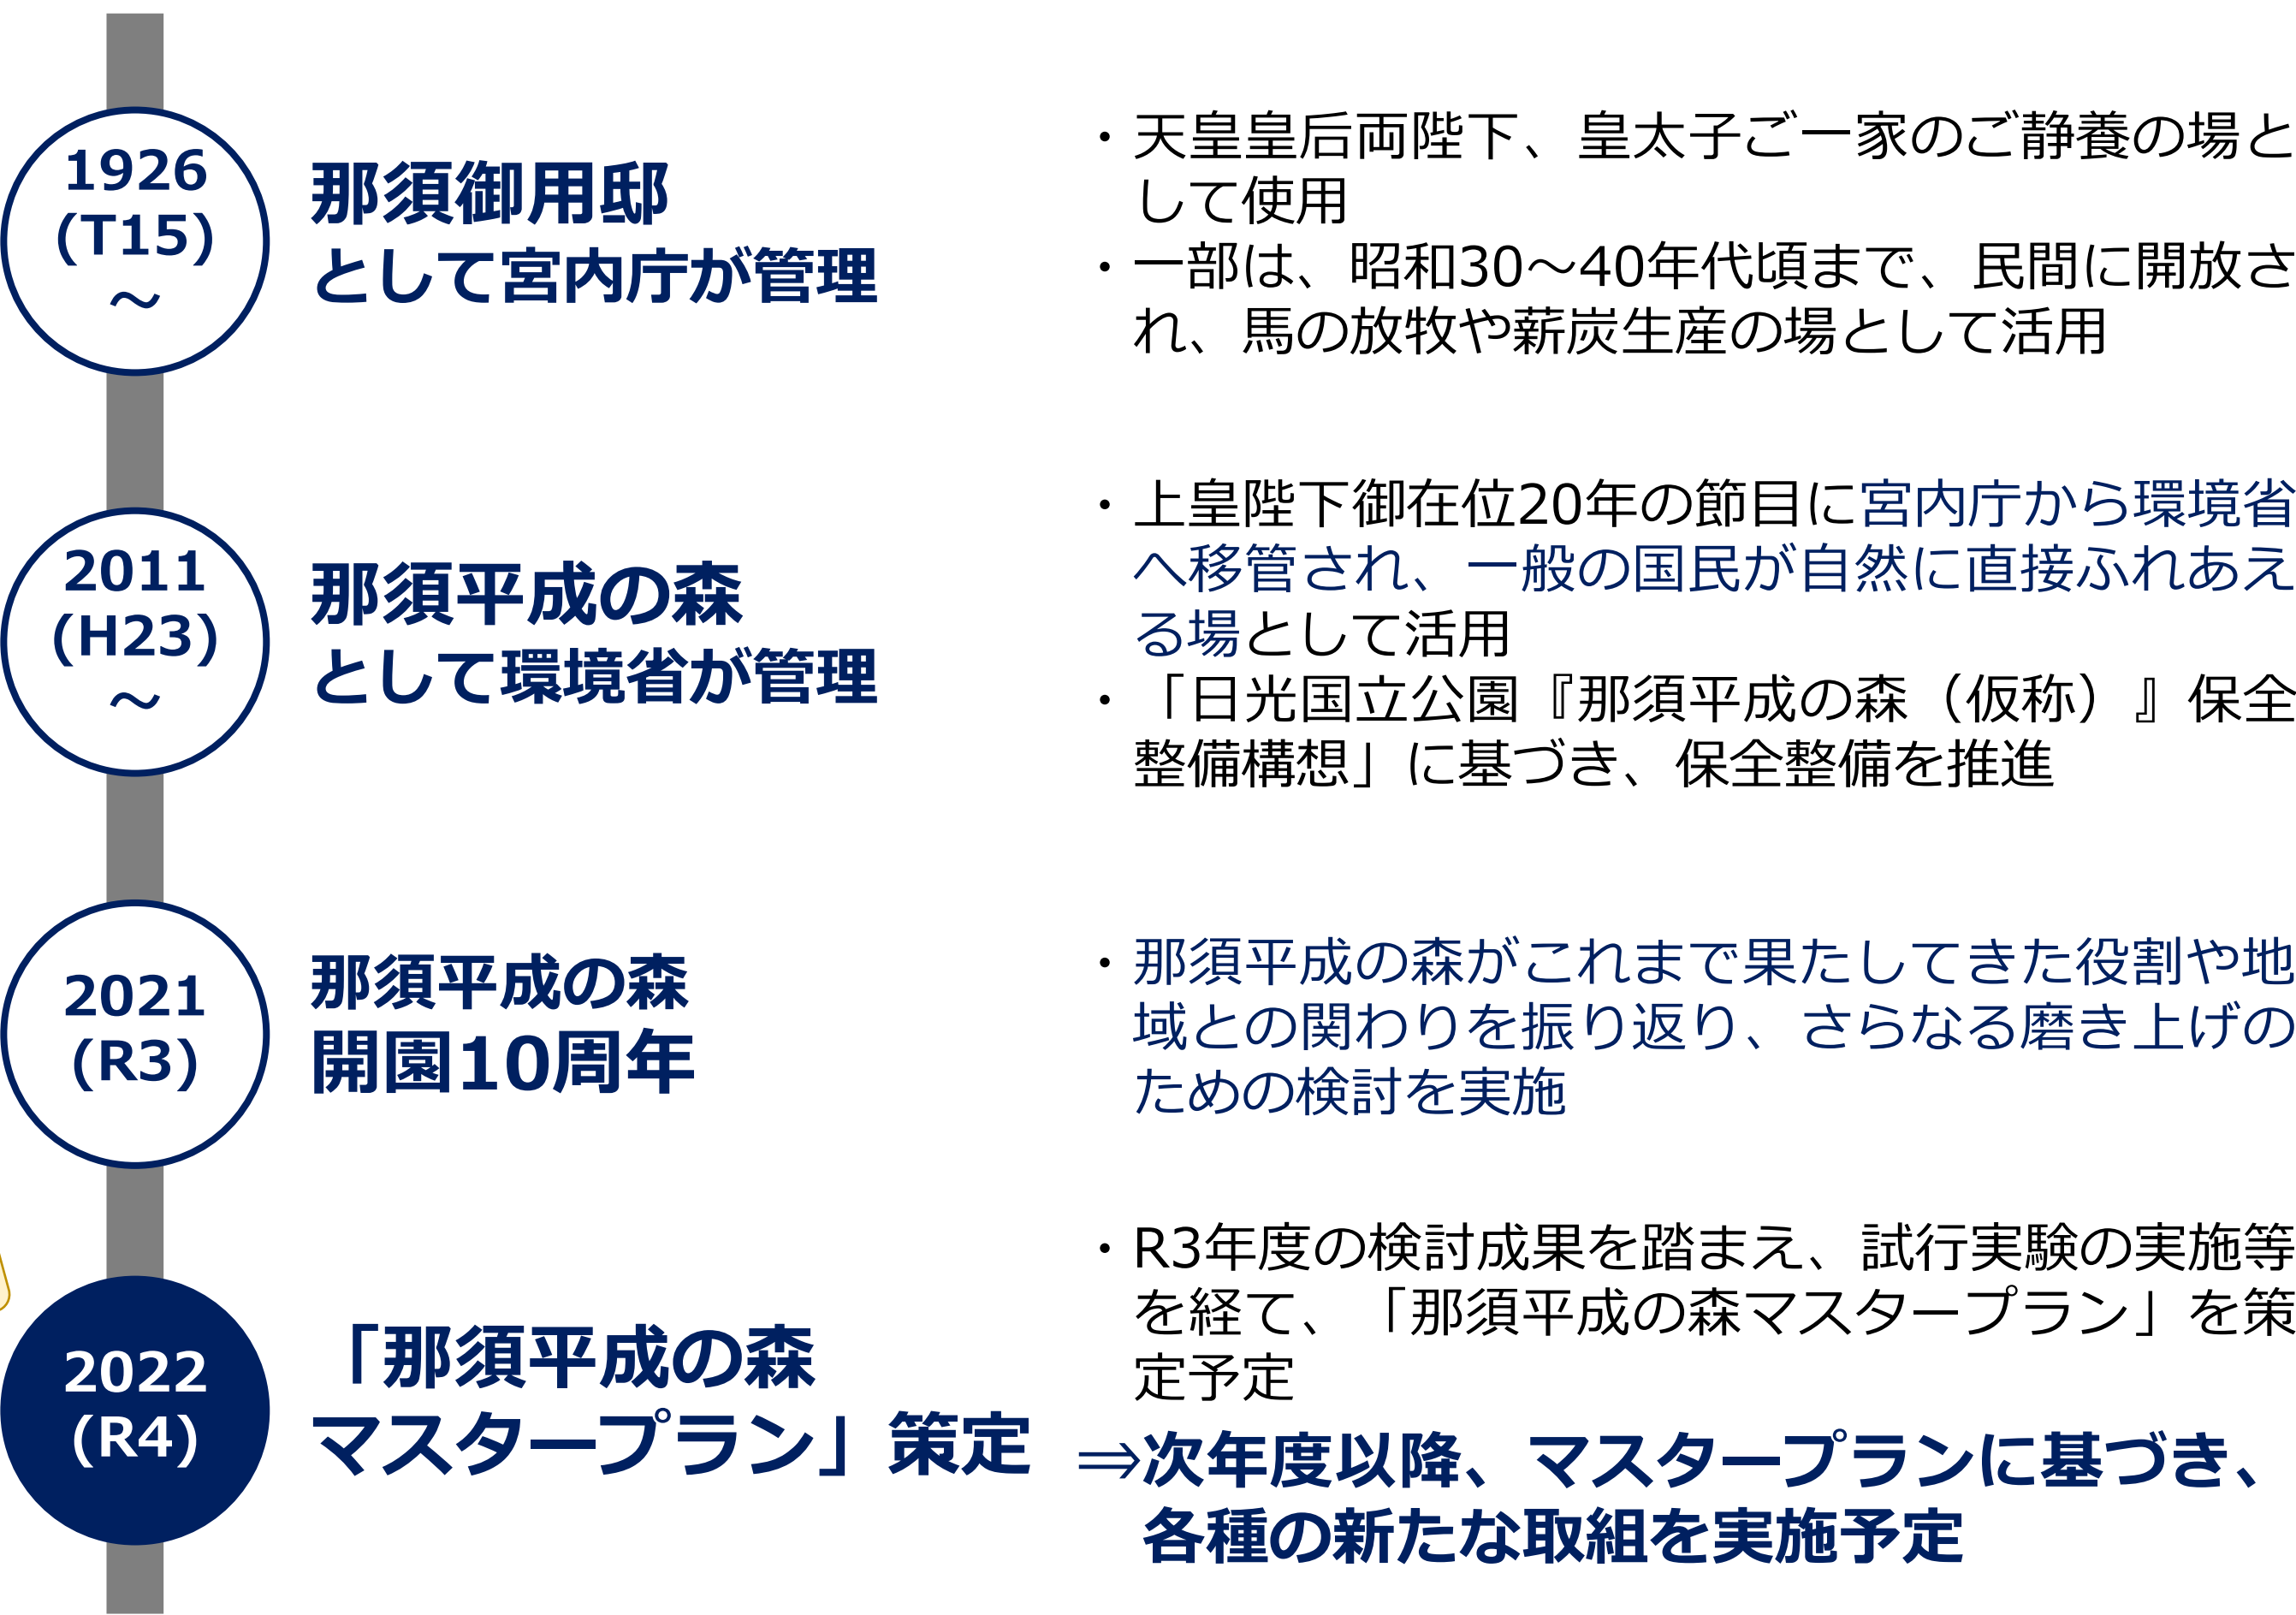 1926
(T15)
～
那須御用邸
として宮内庁が管理
・天皇皇后両陛下、皇太子ご一家のご静養の場と
して使用
・一部は、昭和30～40年代頃まで、民間に開放さ
れ、馬の放牧や薪炭生産の場として活用
2011
(H23)
～
那須平成の森
として環境省が管理
・上皇陛下御在位20年の節目に宮内庁から環境省
へ移管され、一般の国民が自然に直接ふれあえ
る場として活用
・「日光国立公園『那須平成の森（仮称）』保全
整備構想」に基づき、保全整備を推進
2021
(R3)
那須平成の森
開園10周年
・那須平成の森がこれまで果たしてきた役割や地
域との関わりを振り返り、さらなる磨き上げの
ための検討を実施
2022
(R4)
「那須平成の森
マスタープラン」策定
・R3年度の検討成果を踏まえ、試行実験の実施等
を経て、「那須平成の森マスタープラン」を策
定予定
⇒次年度以降、マスタープランに基づき、
各種の新たな取組を実施予定